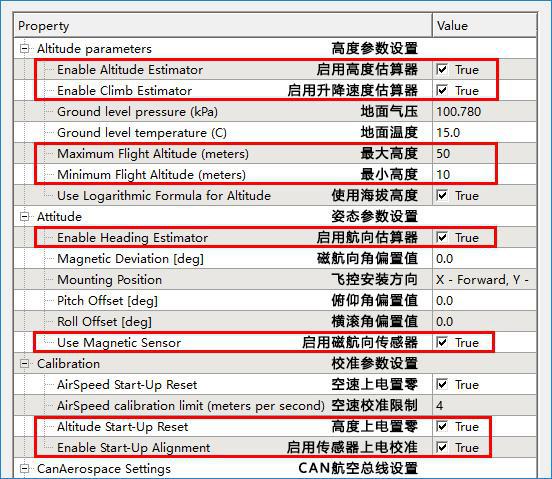 Property Value
Altitude parameters 高度参数设置
Enable Altitude Estimator 启用高度估算器 True
Enable Climb Estimator 启用升降速度估算器 True
Ground level pressure (kPa) 地面气压 100.780
Ground level temperature (C) 地面温度 15.0
Maximum Flight Altitude (meters) 最大高度 50
Minimum Flight Altitude (meters) 最小高度 10
Use Logarithmic Formula for Altitude 使用海拔高度 True
Attitude 姿态参数设置
Enable Heading Estimator 启用航向估算器 True
Magnetic Deviation [deg] 磁航向角偏置值 0.0
Mounting Position 飞控安装方向 X - Forward, Y -
Pitch Offset [deg] 俯仰角偏置值 0.0
Roll Offset [deg] 横滚角偏置值 0.0
Use Magnetic Sensor 启用磁航向传感器 True
Calibration 校准参数设置
AirSpeed Start-Up Reset 空速上电置零 True
AirSpeed calibration limit (meters per second) 空速校准限制 4
Altitude Start-Up Reset 高度上电置零 True
Enable Start-Up Alignment 启用传感器上电校准 True
CanAerospace Settings CAN航空总线设置